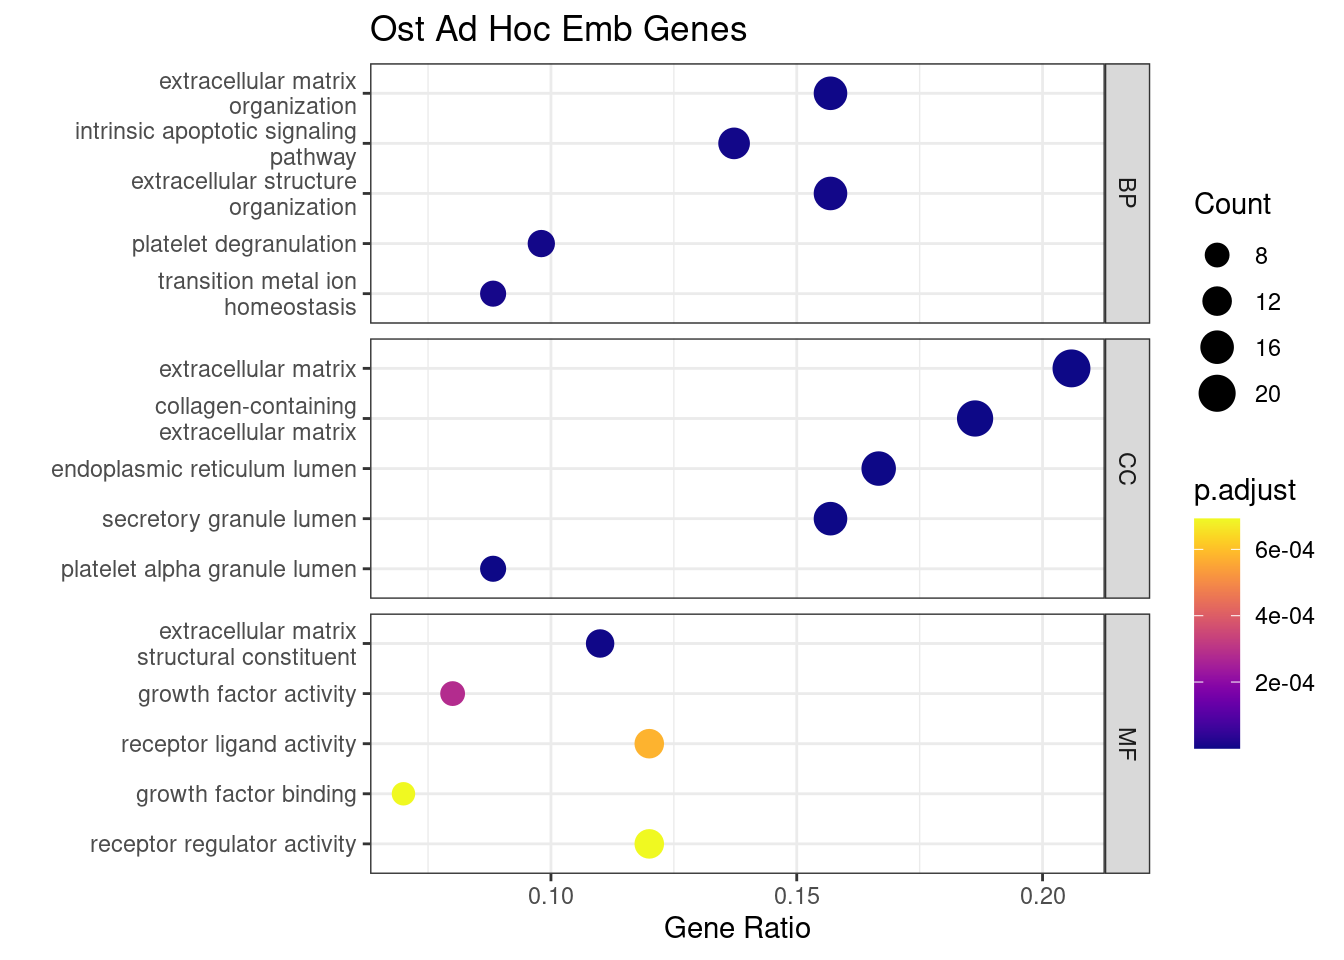 Ost Ad Hoc Emb Genes
extracellular matrix
organization
intrinsic apoptotic signaling
pathway
extracellular structure
organization
platelet degranulation
transition metal ion
homeostasis
BP
extracellular matrix
collagen-containing
extracellular matrix
endoplasmic reticulum lumen
secretory granule lumen
platelet alpha granule lumen
CC
extracellular matrix
structural constituent
growth factor activity
receptor ligand activity
growth factor binding
receptor regulator activity
MF
0.10
0.15
0.20
Gene Ratio
Count
8
12
16
20
p.adjust
6e-04
4e-04
2e-04